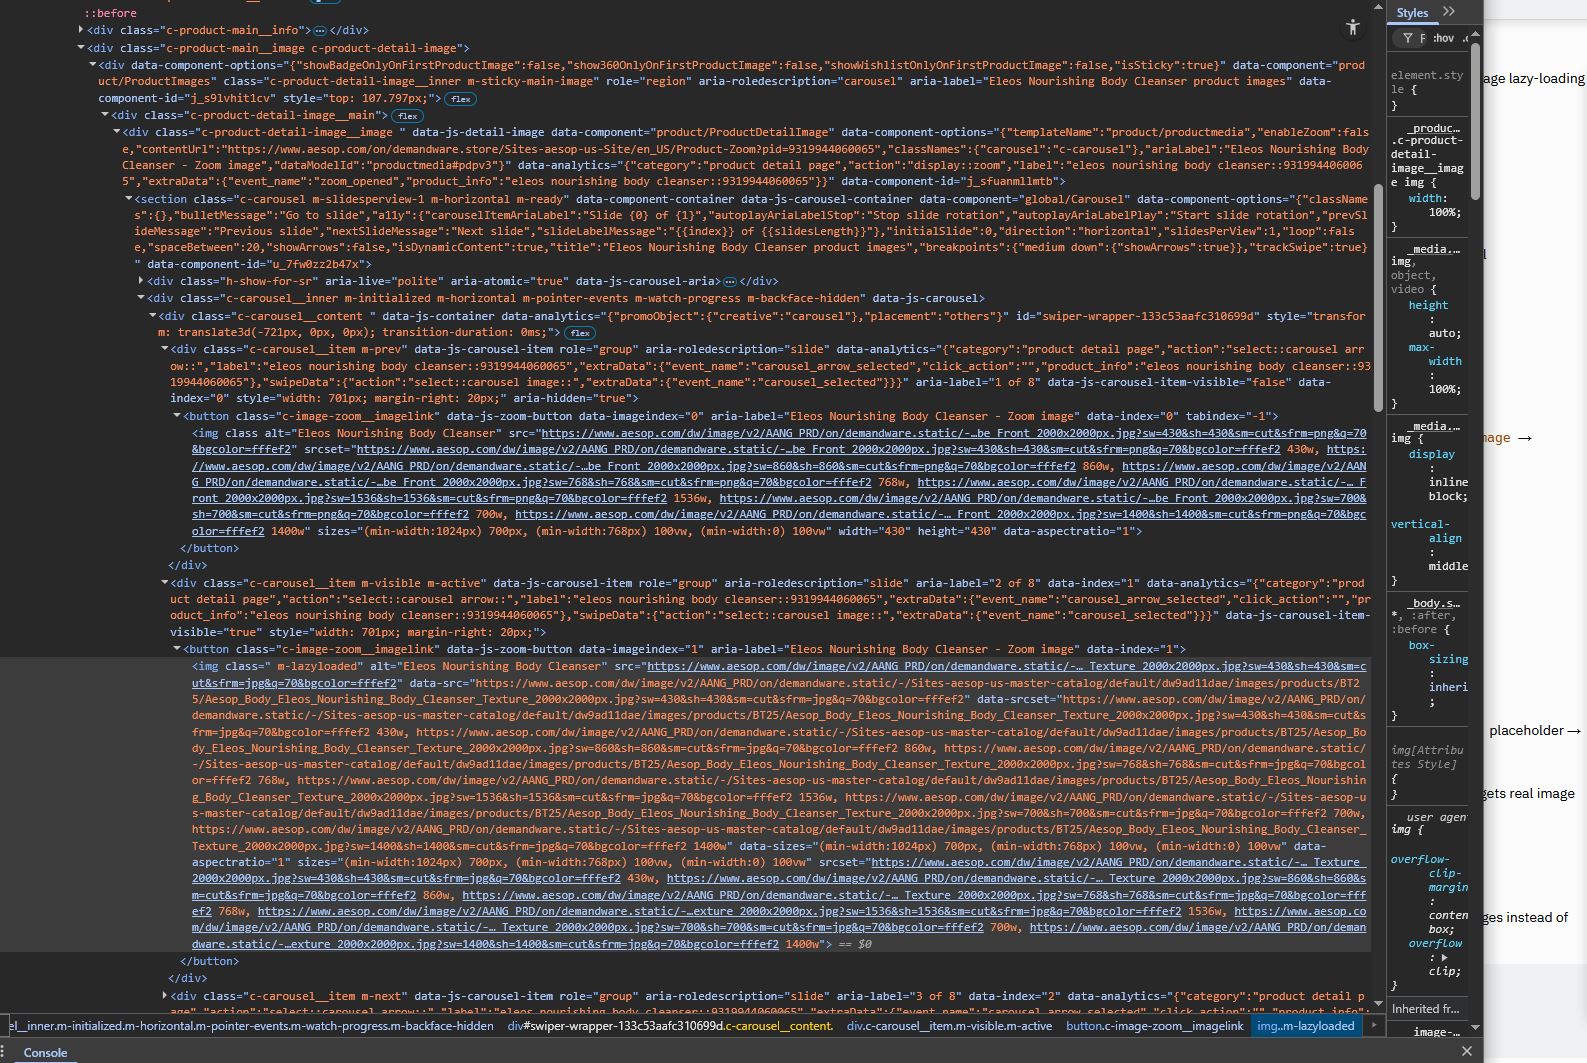 ::before
<div class="c-product-main__info"> </div>
<div class="c-product-main__image c-product-detail-image">
<div data-component-options="{"showBadgeOnlyOnFirstProductImage":false,"show360OnlyOnFirstProductImage":false,"showWishlistOnlyOnFirstProductImage":false,"isSticky":true}" data-component="prod
uct/ProductImages" class="c-product-detail-image__inner m-sticky-main-image" role="region" aria-roledescription="carousel" aria-label="Eleos Nourishing Body Cleanser product images" data-
component-id="j_s9lvhit1cv" style="top: 107.797px;"> flex
<div class="c-product-detail-image__main"> flex
<div class="c-product-detail-image__image " data-js-detail-image data-component="product/ProductDetailImage" data-component-options="{"templateName":"product/productmedia","enableZoom":fals
e,"contentUrl":"https://www.aesop.com/on/demandware.store/Sites-aesop-us-Site/en_US/Product-Zoom?pid=9319944060065","classNames":{"carousel":"c-carousel"},"ariaLabel":"Eleos Nourishing Body
Cleanser - Zoom image","dataModelId":"productmedia#pdpv3"}" data-analytics="{"category":"product detail page","action":"display::zoom","label":"eleos nourishing body cleanser::931994406006
5","extraData":{"event_name":"zoom_opened","product_info":"eleos nourishing body cleanser::9319944060065"}}" data-component-id="j_sfuanmllmtb">
<section class="c-carousel m-slidesperview-1 m-horizontal m-ready" data-component-container data-js-carousel-container data-component="global/Carousel" data-component-options="{"className
s":{},"bulletMessage":"Go to slide","a11y":{"carouselItemAriaLabel":"Slide {0} of {1}","autoplayAriaLabelStop":"Stop slide rotation","autoplayAriaLabelPlay":"Start slide rotation","prevSl
ideMessage":"Previous slide","nextSlideMessage":"Next slide","slideLabelMessage":"{{index}} of {{slidesLength}}"},"initialSlide":0,"direction":"horizontal","slidesPerView":1,"loop":fals
e,"spaceBetween":20,"showArrows":false,"isDynamicContent":true,"title":"Eleos Nourishing Body Cleanser product images","breakpoints":{"medium down":{"showArrows":true}},"trackSwipe":true}
" data-component-id="u_7fw0zz2b47x">
<div class="h-show-for-sr" aria-live="polite" aria-atomic="true" data-js-carousel-aria> </div>
<div class="c-carousel__inner m-initialized m-horizontal m-pointer-events m-watch-progress m-backface-hidden" data-js-carousel>
<div class="c-carousel__content " data-js-container data-analytics="{"promoObject":{"creative":"carousel"},"placement":"others"}" id="swiper-wrapper-133c53aafc310699d" style="transfor
m: translate3d(-721px, 0px, 0px); transition-duration: 0ms;"> flex
<div class="c-carousel__item m-prev" data-js-carousel-item role="group" aria-roledescription="slide" data-analytics="{"category":"product detail page","action":"select::carousel arr
ow::","label":"eleos nourishing body cleanser::9319944060065","extraData":{"event_name":"carousel_arrow_selected","click_action":"","product_info":"eleos nourishing body cleanser::93
19944060065"},"swipeData":{"action":"select::carousel image::","extraData":{"event_name":"carousel_selected"}}}" aria-label="1 of 8" data-js-carousel-item-visible="false" data-
index="0" style="width: 701px; margin-right: 20px;" aria-hidden="true">
<button class="c-image-zoom__imagelink" data-js-zoom-button data-imageindex="0" aria-label="Eleos Nourishing Body Cleanser - Zoom image" data-index="0" tabindex="-1">
<img class alt="Eleos Nourishing Body Cleanser" src="https://www.aesop.com/dw/image/v2/AANG_PRD/on/demandware.static/-…be_Front_2000x2000px.jpg?sw=430&sh=430&sm=cut&sfrm=png&q=70
&bgcolor=fffef2" srcset="https://www.aesop.com/dw/image/v2/AANG_PRD/on/demandware.static/-…be_Front_2000x2000px.jpg?sw=430&sh=430&sm=cut&sfrm=png&q=70&bgcolor=fffef2 430w, https:
//www.aesop.com/dw/image/v2/AANG_PRD/on/demandware.static/-…be_Front_2000x2000px.jpg?sw=860&sh=860&sm=cut&sfrm=png&q=70&bgcolor=fffef2 860w, https://www.aesop.com/dw/image/v2/AAN
G_PRD/on/demandware.static/-…be_Front_2000x2000px.jpg?sw=768&sh=768&sm=cut&sfrm=png&q=70&bgcolor=fffef2 768w, https://www.aesop.com/dw/image/v2/AANG_PRD/on/demandware.static/-…_F
ront_2000x2000px.jpg?sw=1536&sh=1536&sm=cut&sfrm=png&q=70&bgcolor=fffef2 1536w, https://www.aesop.com/dw/image/v2/AANG_PRD/on/demandware.static/-…be_Front_2000x2000px.jpg?sw=700&
sh=700&sm=cut&sfrm=png&q=70&bgcolor=fffef2 700w, https://www.aesop.com/dw/image/v2/AANG_PRD/on/demandware.static/-…_Front_2000x2000px.jpg?sw=1400&sh=1400&sm=cut&sfrm=png&q=70&bgc
olor=fffef2 1400w" sizes="(min-width:1024px) 700px, (min-width:768px) 100vw, (min-width:0) 100vw" width="430" height="430" data-aspectratio="1">
</button>
</div>
<div class="c-carousel__item m-visible m-active" data-js-carousel-item role="group" aria-roledescription="slide" aria-label="2 of 8" data-index="1" data-analytics="{"category":"prod
uct detail page","action":"select::carousel arrow::","label":"eleos nourishing body cleanser::9319944060065","extraData":{"event_name":"carousel_arrow_selected","click_action":"","pr
oduct_info":"eleos nourishing body cleanser::9319944060065"},"swipeData":{"action":"select::carousel image::","extraData":{"event_name":"carousel_selected"}}}" data-js-carousel-item-
visible="true" style="width: 701px; margin-right: 20px;">
<button class="c-image-zoom__imagelink" data-js-zoom-button data-imageindex="1" aria-label="Eleos Nourishing Body Cleanser - Zoom image" data-index="1">
<img class=" m-lazyloaded" alt="Eleos Nourishing Body Cleanser" src="https://www.aesop.com/dw/image/v2/AANG_PRD/on/demandware.static/-…_Texture_2000x2000px.jpg?sw=430&sh=430&sm=c
ut&sfrm=jpg&q=70&bgcolor=fffef2" data-src="https://www.aesop.com/dw/image/v2/AANG_PRD/on/demandware.static/-/Sites-aesop-us-master-catalog/default/dw9ad11dae/images/products/BT2
5/Aesop_Body_Eleos_Nourishing_Body_Cleanser_Texture_2000x2000px.jpg?sw=430&sh=430&sm=cut&sfrm=jpg&q=70&bgcolor=fffef2" data-srcset="https://www.aesop.com/dw/image/v2/AANG_PRD/on/
demandware.static/-/Sites-aesop-us-master-catalog/default/dw9ad11dae/images/products/BT25/Aesop_Body_Eleos_Nourishing_Body_Cleanser_Texture_2000x2000px.jpg?sw=430&sh=430&sm=cut&s
frm=jpg&q=70&bgcolor=fffef2 430w, https://www.aesop.com/dw/image/v2/AANG_PRD/on/demandware.static/-/Sites-aesop-us-master-catalog/default/dw9ad11dae/images/products/BT25/Aesop_Bo
dy_Eleos_Nourishing_Body_Cleanser_Texture_2000x2000px.jpg?sw=860&sh=860&sm=cut&sfrm=jpg&q=70&bgcolor=fffef2 860w, https://www.aesop.com/dw/image/v2/AANG_PRD/on/demandware.static/
-/Sites-aesop-us-master-catalog/default/dw9ad11dae/images/products/BT25/Aesop_Body_Eleos_Nourishing_Body_Cleanser_Texture_2000x2000px.jpg?sw=768&sh=768&sm=cut&sfrm=jpg&q=70&bgcol
or=fffef2 768w, https://www.aesop.com/dw/image/v2/AANG_PRD/on/demandware.static/-/Sites-aesop-us-master-catalog/default/dw9ad11dae/images/products/BT25/Aesop_Body_Eleos_Nourishin
g_Body_Cleanser_Texture_2000x2000px.jpg?sw=1536&sh=1536&sm=cut&sfrm=jpg&q=70&bgcolor=fffef2 1536w, https://www.aesop.com/dw/image/v2/AANG_PRD/on/demandware.static/-/Sites-aesop-u
s-master-catalog/default/dw9ad11dae/images/products/BT25/Aesop_Body_Eleos_Nourishing_Body_Cleanser_Texture_2000x2000px.jpg?sw=700&sh=700&sm=cut&sfrm=jpg&q=70&bgcolor=fffef2 700w,
https://www.aesop.com/dw/image/v2/AANG_PRD/on/demandware.static/-/Sites-aesop-us-master-catalog/default/dw9ad11dae/images/products/BT25/Aesop_Body_Eleos_Nourishing_Body_Cleanser_
Texture_2000x2000px.jpg?sw=1400&sh=1400&sm=cut&sfrm=jpg&q=70&bgcolor=fffef2 1400w" data-sizes="(min-width:1024px) 700px, (min-width:768px) 100vw, (min-width:0) 100vw" data-
aspectratio="1" sizes="(min-width:1024px) 700px, (min-width:768px) 100vw, (min-width:0) 100vw" srcset="https://www.aesop.com/dw/image/v2/AANG_PRD/on/demandware.static/-…_Texture_
2000x2000px.jpg?sw=430&sh=430&sm=cut&sfrm=jpg&q=70&bgcolor=fffef2 430w, https://www.aesop.com/dw/image/v2/AANG_PRD/on/demandware.static/-…_Texture_2000x2000px.jpg?sw=860&sh=860&s
m=cut&sfrm=jpg&q=70&bgcolor=fffef2 860w, https://www.aesop.com/dw/image/v2/AANG_PRD/on/demandware.static/-…_Texture_2000x2000px.jpg?sw=768&sh=768&sm=cut&sfrm=jpg&q=70&bgcolor=fff
ef2 768w, https://www.aesop.com/dw/image/v2/AANG_PRD/on/demandware.static/-…exture_2000x2000px.jpg?sw=1536&sh=1536&sm=cut&sfrm=jpg&q=70&bgcolor=fffef2 1536w, https://www.aesop.co
m/dw/image/v2/AANG_PRD/on/demandware.static/-…_Texture_2000x2000px.jpg?sw=700&sh=700&sm=cut&sfrm=jpg&q=70&bgcolor=fffef2 700w, https://www.aesop.com/dw/image/v2/AANG_PRD/on/deman
dware.static/-…exture_2000x2000px.jpg?sw=1400&sh=1400&sm=cut&sfrm=jpg&q=70&bgcolor=fffef2 1400w"> == $0
</button>
</div>
<div class="c-carousel__item m-next" data-js-carousel-item role="group" aria-roledescription="slide" aria-label="3 of 8" data-index="2" data-analytics="{"category":"product detail p
age","action":"select::carousel arrow::","label":"eleos nourishing body cleanser::9319944060065","extraData":{"event_name":"carousel_arrow_selected","click_action":"","product_info"
el__inner.m-initialized.m-horizontal.m-pointer-events.m-watch-progress.m-backface-hidden div#swiper-wrapper-133c53aafc310699d.c-carousel__content. div.c-carousel__item.m-visible.m-active button.c-image-zoom__imagelink img..m-lazyloaded
Console
Styles
F :hov .c
element.sty
le {
}
_produc…
.c-product-
detail-
image__imag
e img {
width:
100%;
}
_media.…
img,
object,
video {
height
:
auto;
max-
width
:
100%;
}
_media.…
img {
display
:
inline
block;
vertical-
align
:
middle
}
_body.s…
*, :after,
:before {
box-
sizing
:
inheri
;
}
img[Attribu
tes Style]
{
}
user agen
img {
overflow-
clip-
margin
:
conten
box;
overflow
:
clip;
}
Inherited fr…
image-…
age lazy-loading
l
mage →
placeholder →
gets real image
ges instead of